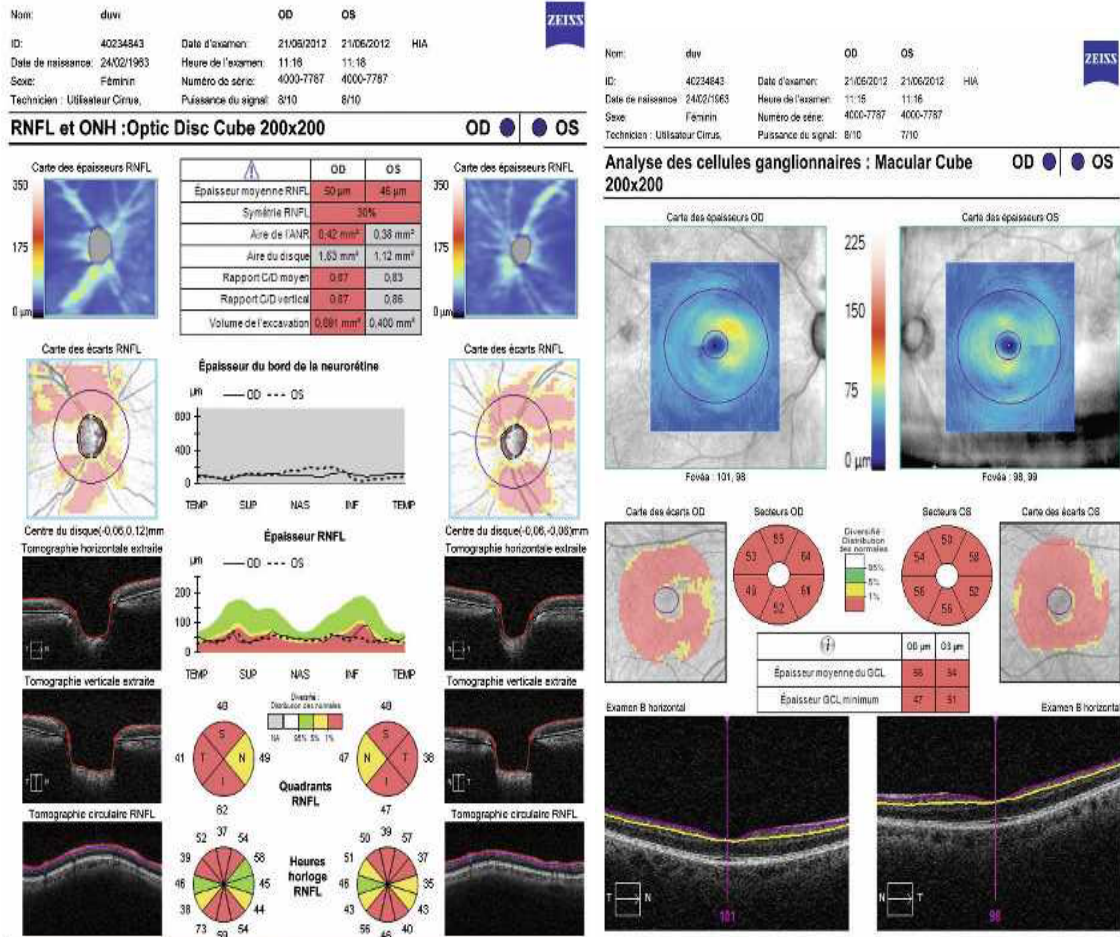 Nom: duvi OD OS
ZEISS
ID: 40234843 Date d'examen: 21/06/2012 21/06/2012 HIA
Date de naissance: 24/02/1963 Heure de l'examen: 11:16 11:18
Sexe: Féminin Numéro de série: 4000-7787 4000-7787
Technicien : Utilisateur Cirrus, Puissance du signal: 8/10 8/10
RNFL et ONH :Optic Disc Cube 200x200 OD OS
Carte des épaisseurs RNFL
350
175
0 µm
OD OS
Épaisseur moyenne RNFL 50 µm 46 µm
Symétrie RNFL 30%
Aire de l'ANR 0,42 mm² 0,38 mm²
Aire du disque 1,63 mm² 1,12 mm²
Rapport C/D moyen 0,87 0,83
Rapport C/D vertical 0,87 0,86
Volume de l'excavation 0,891 mm³ 0,400 mm³
Carte des épaisseurs RNFL
350
175
0 µm
Carte des écarts RNFL
Centre du disque(-0,06,0,12)mm
Épaisseur du bord de la neurorétine
µm OD OS
800
400
0
TEMP SUP NAS INF TEMP
Carte des écarts RNFL
Centre du disque(-0,06,-0,06)mm
Épaisseur RNFL
µm OD OS
200
100
0
TEMP SUP NAS INF TEMP
Tomographie horizontale extraite
T N
Tomographie horizontale extraite
N T
Tomographie verticale extraite
Tomographie verticale extraite
Diversifié :
Distribution des normales
NA 95% 5% 1%
48
S
41 T N 49
I
62
Quadrants
RNFL
48
S
47 N T 38
I
47
Tomographie circulaire RNFL
Tomographie circulaire RNFL
52 37 54
39 58
46 45
38 44
73 59 54
Heures
horloge
RNFL
50 39 57
51 37
46 35
43 43
56 46 40
Nom: duv OD OS
ZEISS
ID: 40234843 Date d'examen: 21/06/2012 21/06/2012 HIA
Date de naissance: 24/02/1963 Heure de l'examen: 11:15 11:16
Sexe: Féminin Numéro de série: 4000-7787 4000-7787
Technicien : Utilisateur Cirrus, Puissance du signal: 8/10 7/10
Analyse des cellules ganglionnaires : Macular Cube
200x200
OD OS
Carte des épaisseurs OD
Fovéa : 101, 98
225
150
75
0 µm
Carte des épaisseurs OS
Fovéa : 98, 99
Carte des écarts OD
Secteurs OD
55
53 64
49 61
52
Diversifié :
Distribution
des normales
95%
5%
1%
Secteurs OS
50
54 58
56 52
56
Carte des écarts OS
OD µm OS µm
Épaisseur moyenne du GCL 56 54
Épaisseur GCL minimum 47 51
Examen B horizontal
T N
101
Examen B horizontal
N T
98